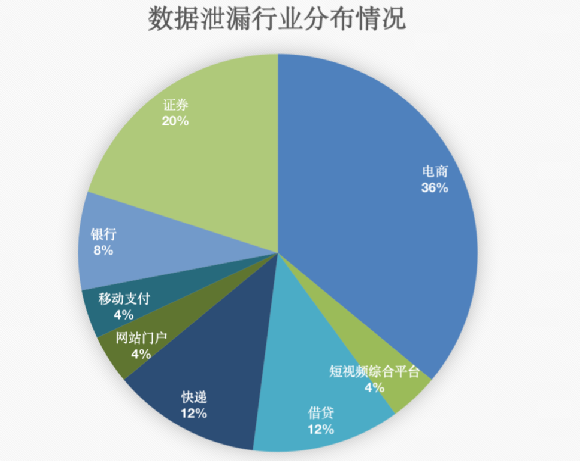 数据泄漏行业分布情况
证券
20%
电商
36%
银行
8%
移动支付
4%
网站门户
4%
快递
12%
借贷
12%
短视频综合平台
4%